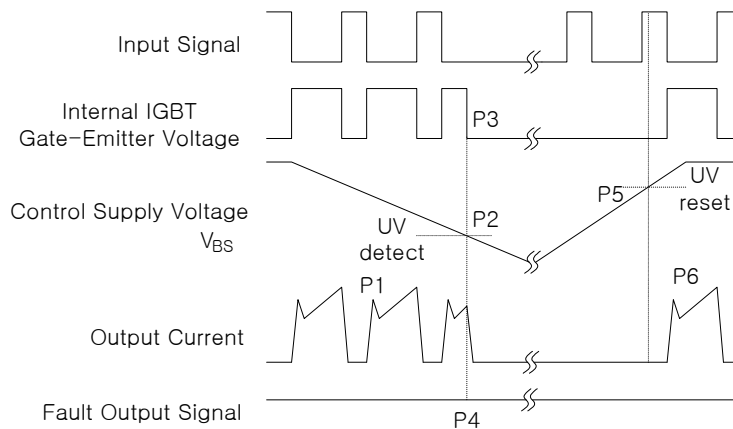 Input Signal
Internal IGBT
Gate-Emitter Voltage
P3
Control Supply Voltage
VBS
UV
detect
P2
P5
UV
reset
P1
P6
Output Current
Fault Output Signal
P4